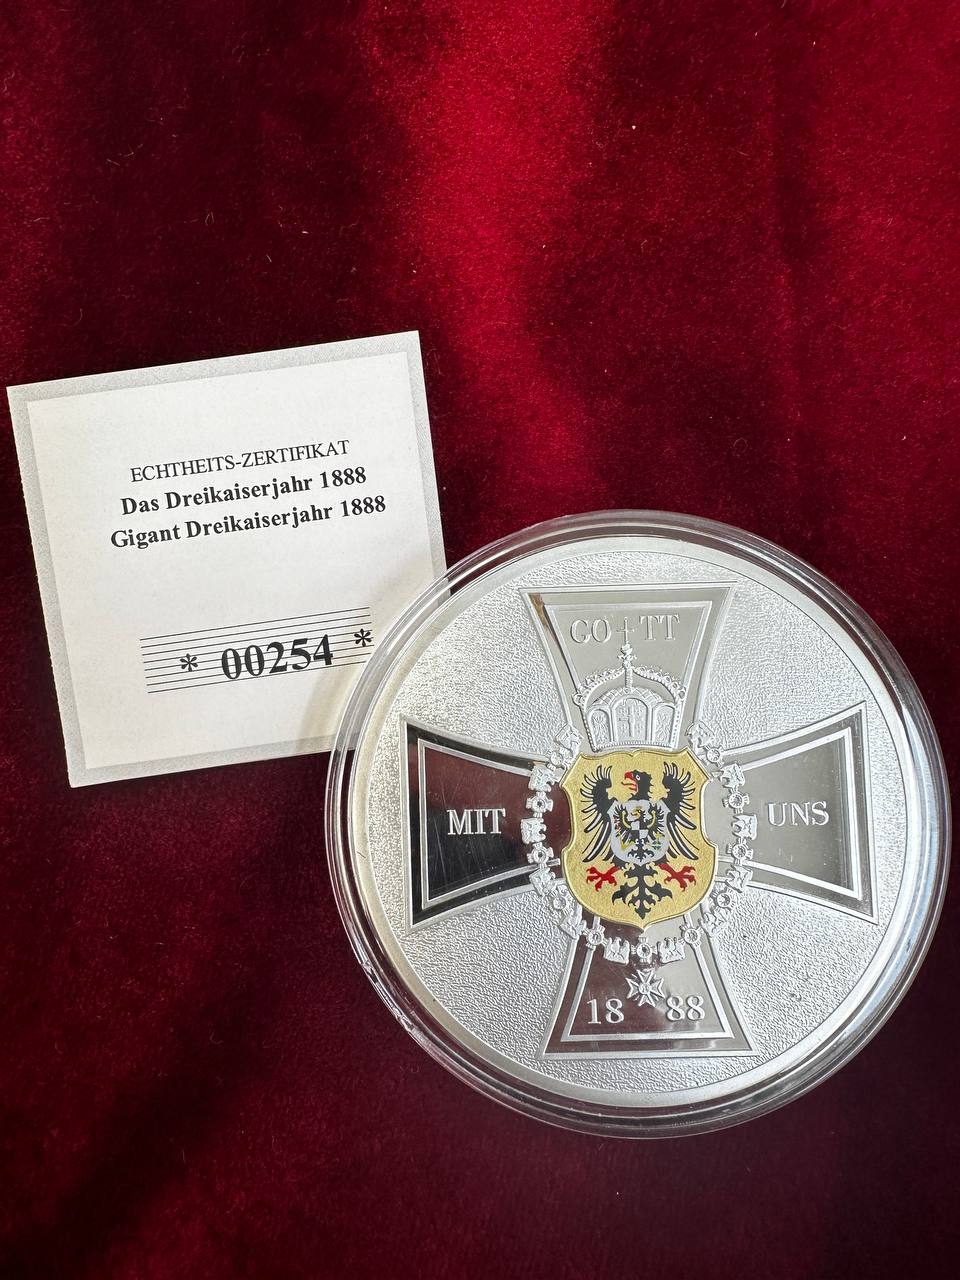 ECHTHEITS-ZERTIFIKAT
Das Dreikaiserjahr 1888
Gigant Dreikaiserjahr 1888
* 00254 *
GO TT
MIT UNS
18 88